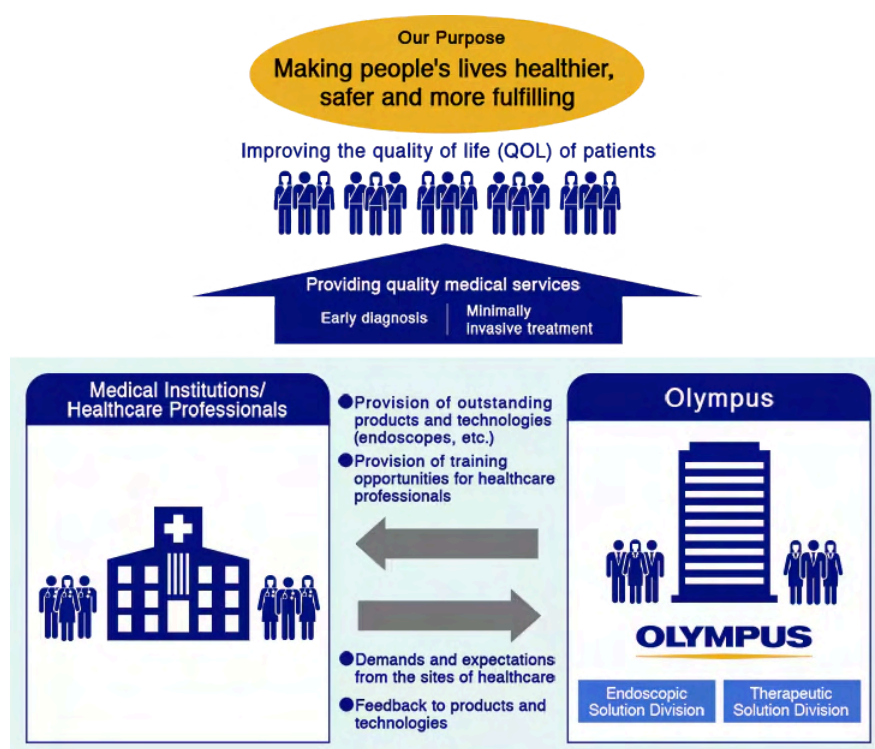 Our Purpose
Making people's lives healthier,
safer and more fulfilling
Improving the quality of life (QOL) of patients
Providing quality medical services
Early diagnosis
Minimally
invasive treatment
Medical Institutions/
Healthcare Professionals
●Provision of outstanding
products and technologies
(endoscopes, etc.)
●Provision of training
opportunities for healthcare
professionals
●Demands and expectations
from the sites of healthcare
●Feedback to products and
technologies
Olympus
OLYMPUS
Endoscopic
Solution Division
Therapeutic
Solution Division